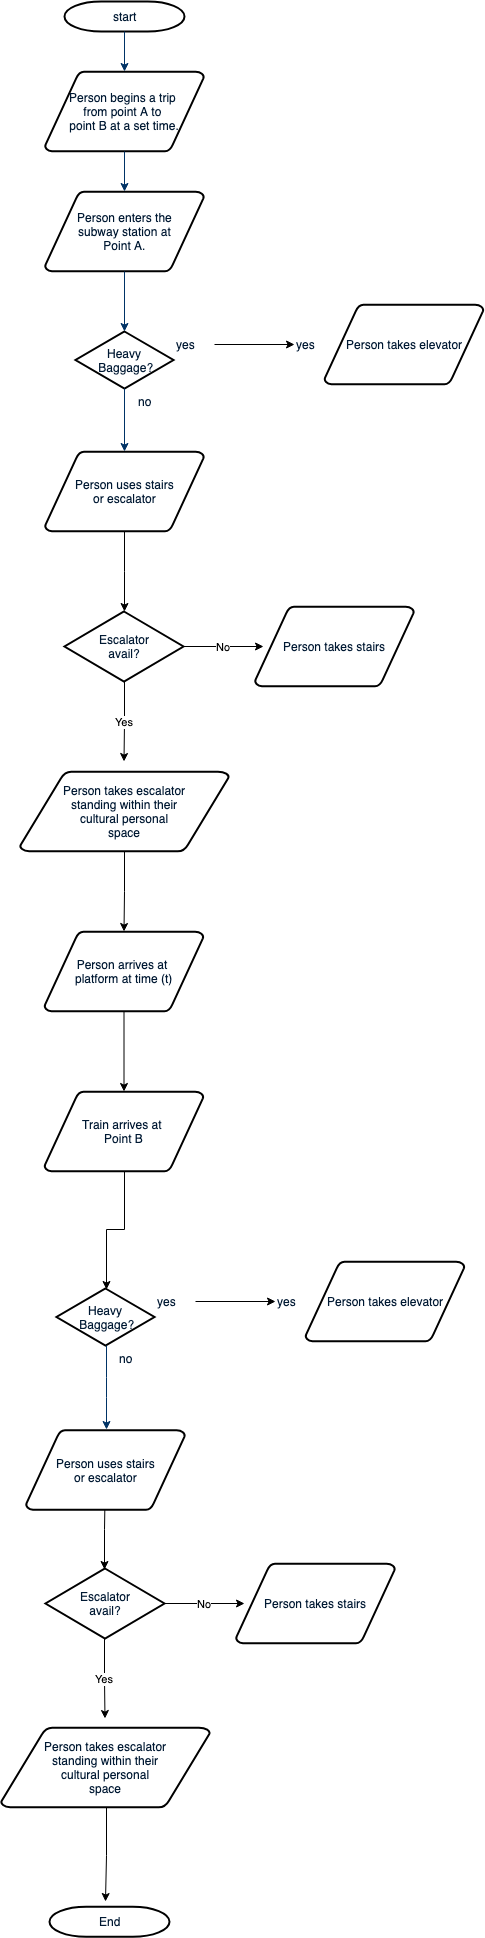 start
Person begins a trip
from point A to
point B at a set time.
Person enters the
subway station at
Point A.
Heavy
Baggage?
yes
yes
Person takes elevator
no
Person uses stairs
or escalator
Escalator
avail?
No
Person takes stairs
Yes
Person takes escalator
standing within their
cultural personal
space
Person arrives at
platform at time (t)
Train arrives at
Point B
Heavy
Baggage?
yes
yes
Person takes elevator
no
Person uses stairs
or escalator
Escalator
avail?
No
Person takes stairs
Yes
Person takes escalator
standing within their
cultural personal
space
End